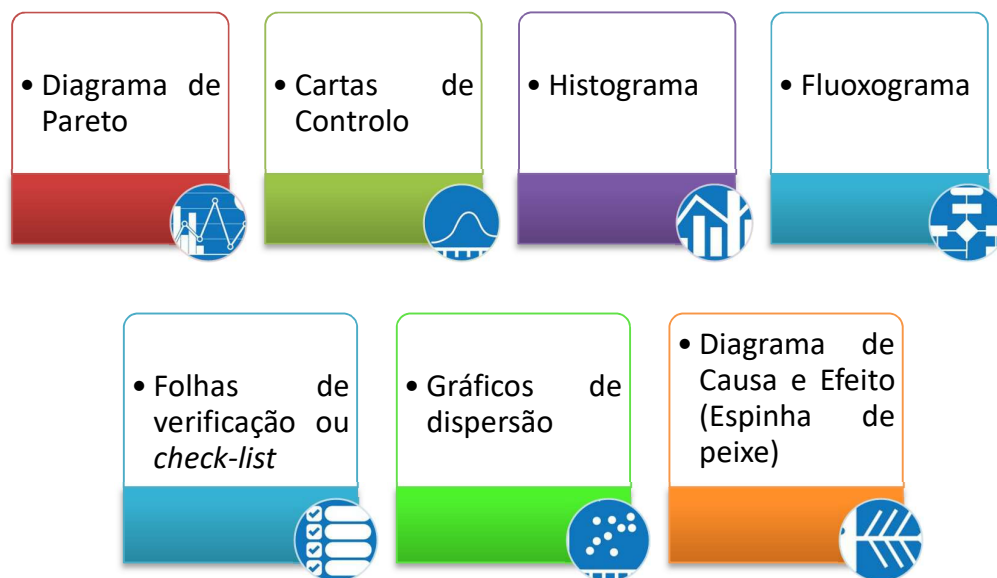 • Diagrama de
Pareto
• Cartas de
Controlo
• Histograma
• Fluoxograma
• Folhas de
verificação ou
check-list
• Gráficos de
dispersão
• Diagrama de
Causa e Efeito
(Espinha de
peixe)